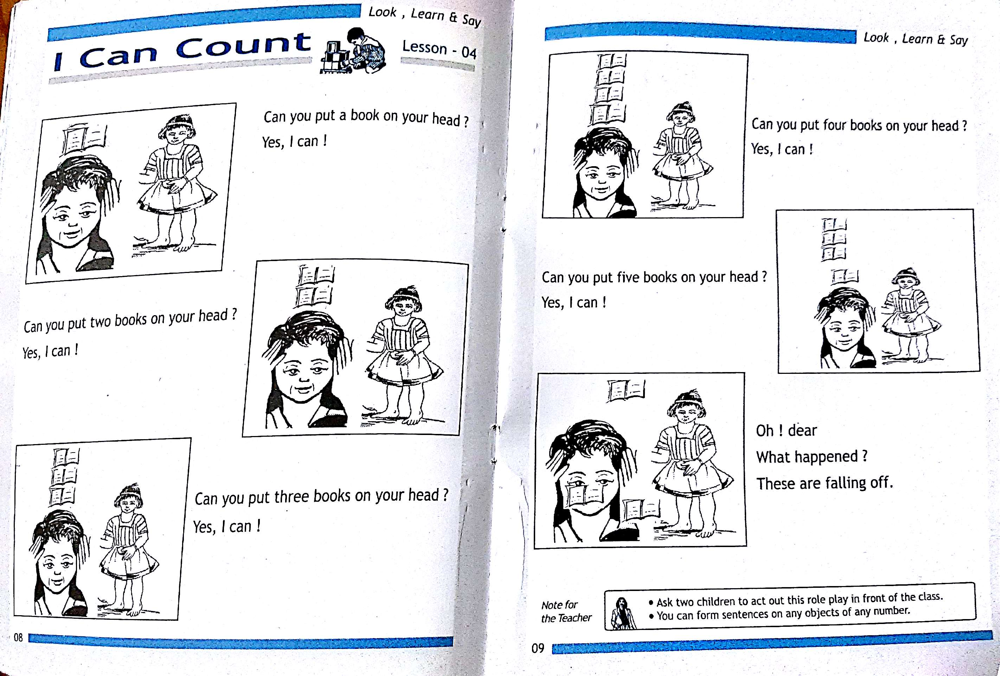 Look , Learn & Say
I Can Count
Lesson - 04
Can you put a book on your head ?
Yes, I can !
Can you put two books on your head ?
Yes, I can !
Can you put three books on your head ?
Yes, I can !
08
Look , Learn & Say
Can you put four books on your head ?
Yes, I can !
Can you put five books on your head ?
Yes, I can !
Oh ! dear
What happened ?
These are falling off.
Note for
the Teacher
• Ask two children to act out this role play in front of the class.
• You can form sentences on any objects of any number.
09